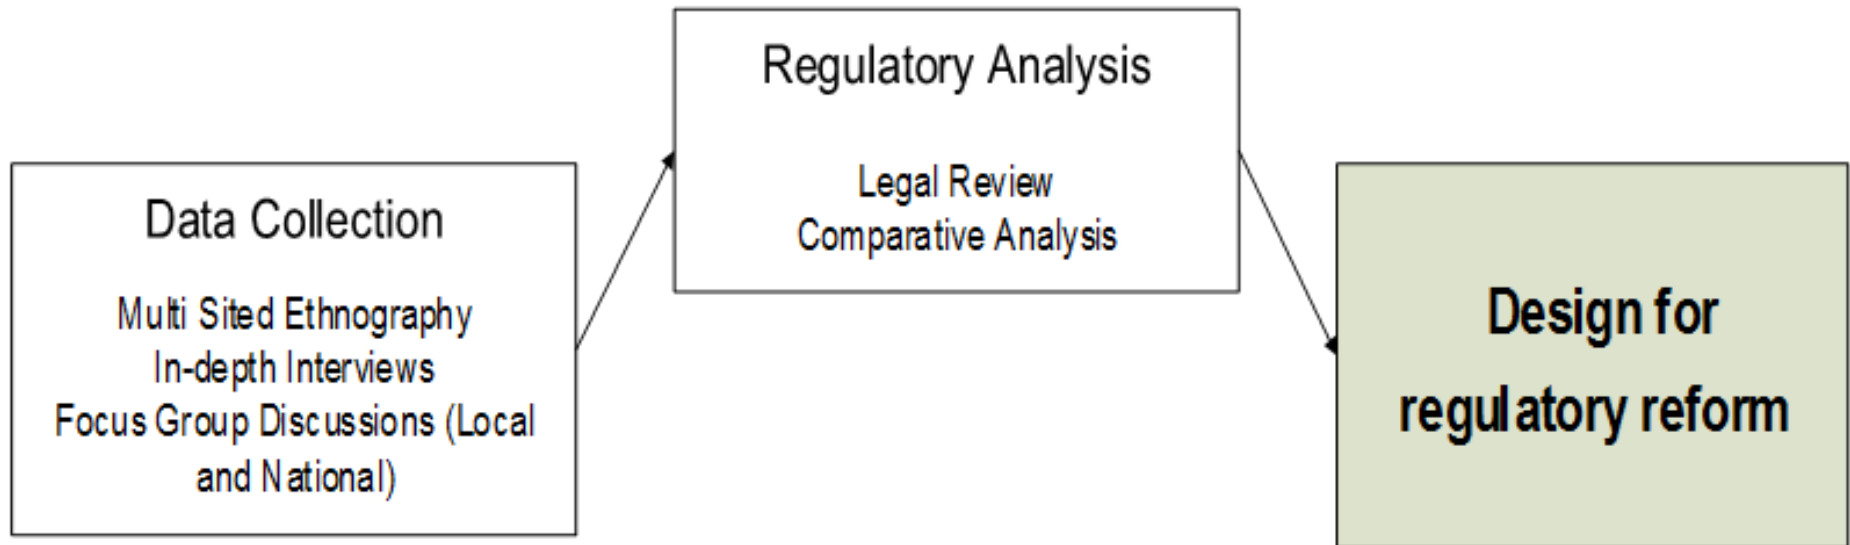 Data Collection
Multi Sited Ethnography
In-depth Interviews
Focus Group Discussions (Local
and National)
Regulatory Analysis
Legal Review
Comparative Analysis
Design for
regulatory reform